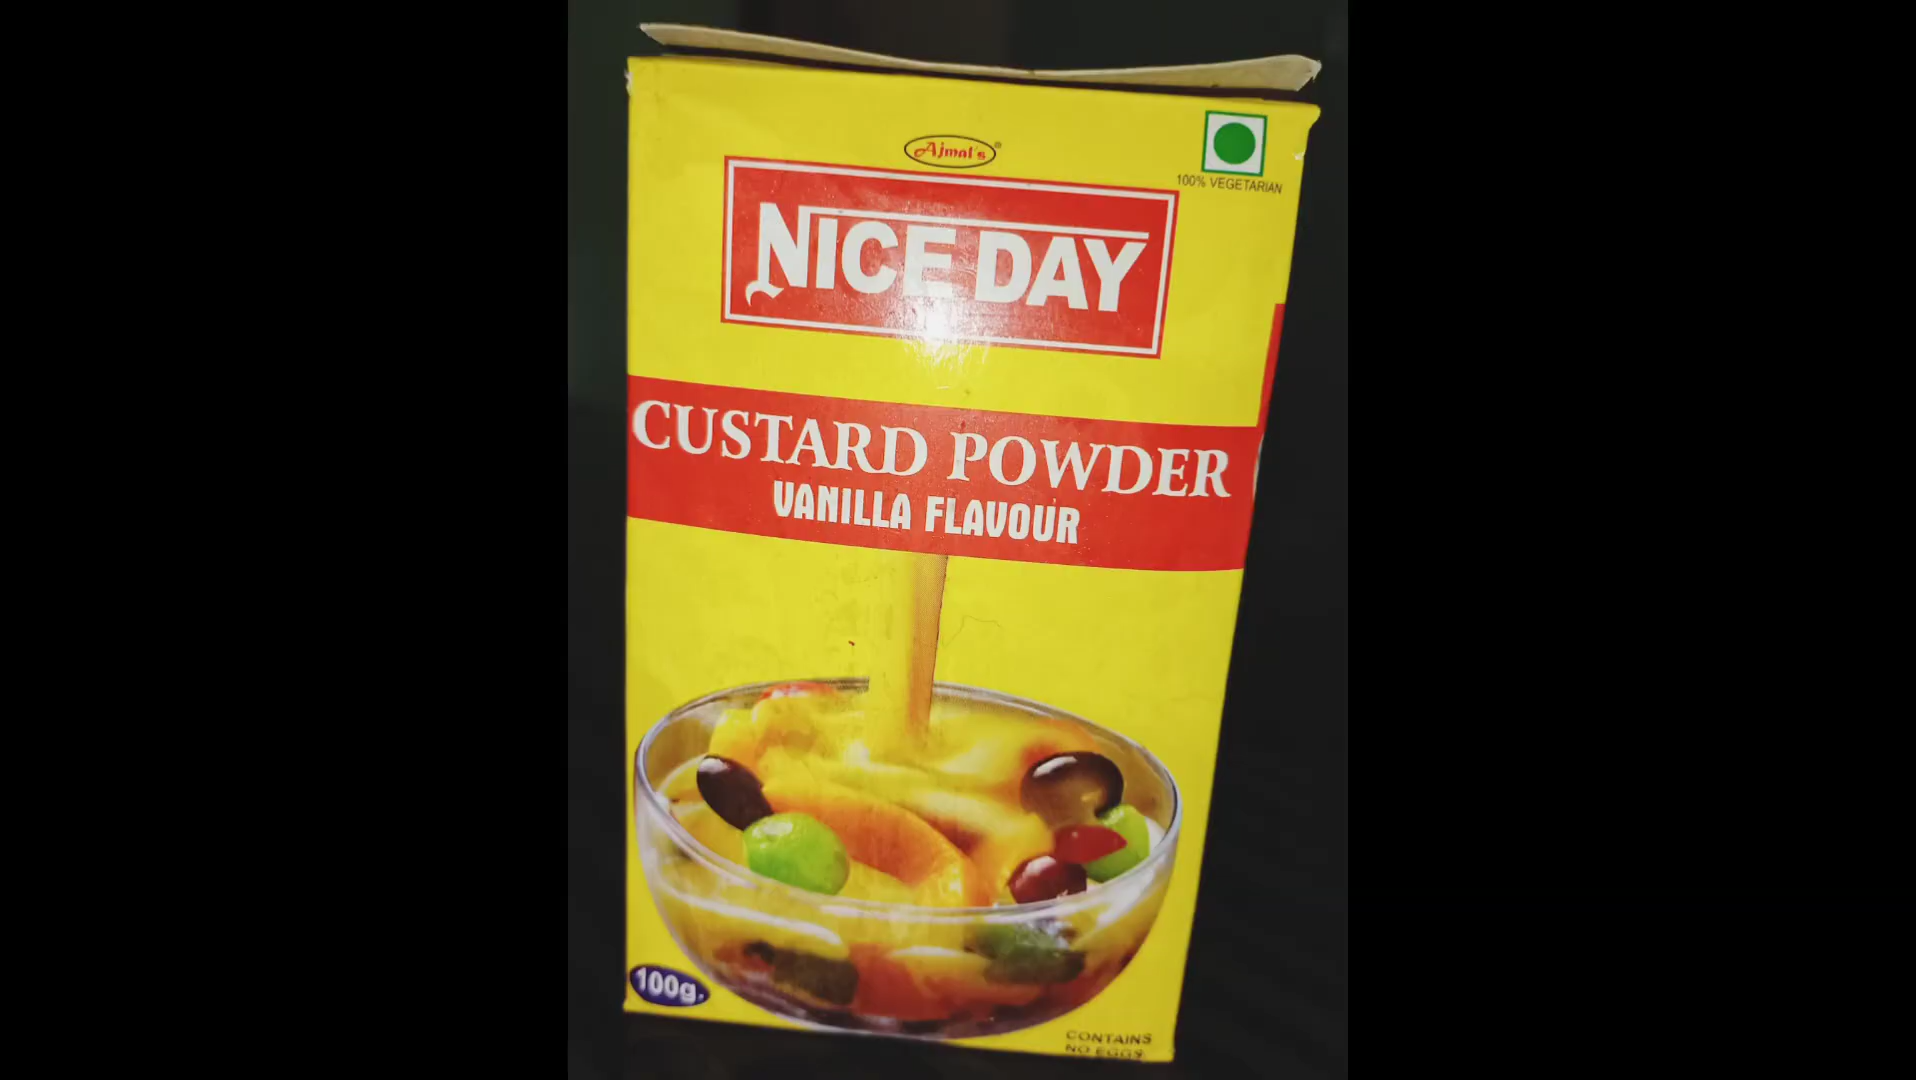 Ajmal's®
100% VEGETARIAN
NICE DAY
CUSTARD POWDER
VANILLA FLAVOUR
100g.
CONTAINS
NO EGGS